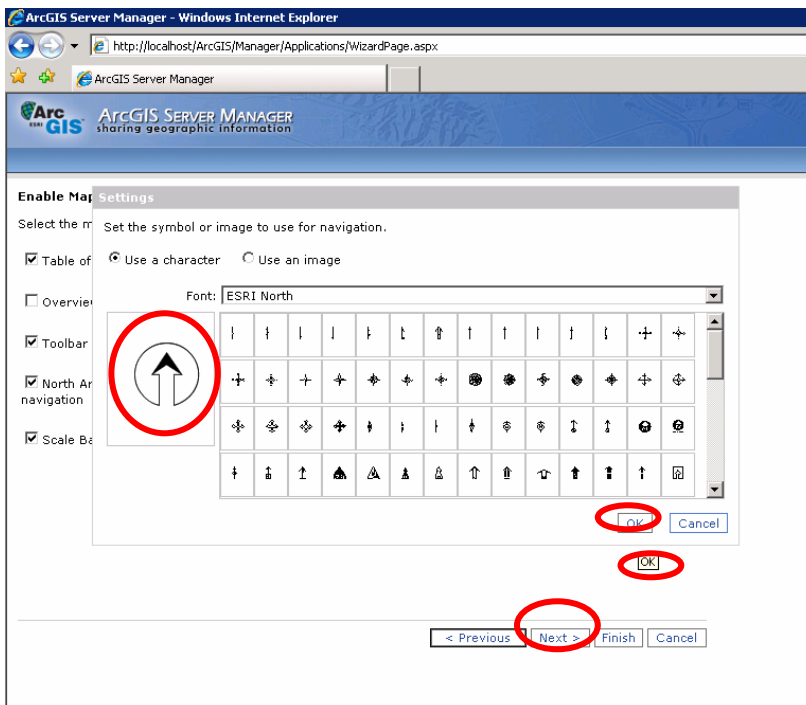 ArcGIS Server Manager - Windows Internet Explorer
http://localhost/ArcGIS/Manager/Applications/WizardPage.aspx
ArcGIS Server Manager
Arc
ESRI GIS
ARCGIS SERVER MANAGER
sharing geographic information
Enable Map
Settings
Select the m
Set the symbol or image to use for navigation.
Table of
Use a character
Use an image
Font: ESRI North
Overvie
Toolbar
North Ar
navigation
Scale Ba
OK
Cancel
OK
< Previous
Next >
Finish
Cancel